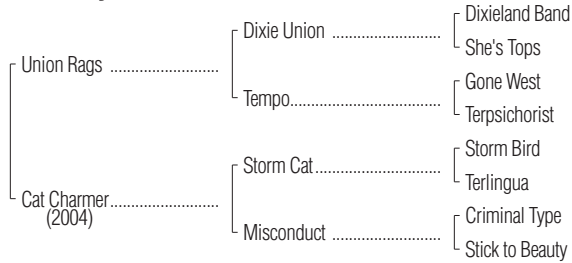 Dixieland Band
Dixie Union ........................
She's Tops
Union Rags ........................
Gone West
Tempo.................................
Terpsichorist
Storm Bird
Storm Cat...........................
Terlingua
Cat Charmer........................
(2004)
Criminal Type
Misconduct ........................
Stick to Beauty